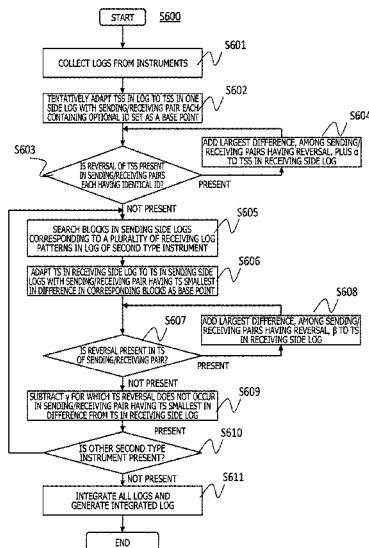 START
S600
S601
COLLECT LOGS FROM INSTRUMENTS
S602
TENTATIVELY ADAPT TSS IN LOG TO TSS IN ONE
SIDE LOG WITH SENDING/RECEIVING PAIR EACH
CONTAINING OPTIONAL ID SET AS A BASE POINT
S604
ADD LARGEST DIFFERENCE, AMONG SENDING/
RECEIVING PAIRS HAVING REVERSAL, PLUS α
TO TSS IN RECEIVING SIDE LOG
S603
IS REVERSAL OF TSS PRESENT
IN SENDING/RECEIVING PAIRS
EACH HAVING IDENTICAL ID?
PRESENT
NOT PRESENT
S605
SEARCH BLOCKS IN SENDING SIDE LOGS
CORRESPONDING TO A PLURALITY OF RECEIVING LOG
PATTERNS IN LOG OF SECOND TYPE INSTRUMENT
S606
ADAPT TS IN RECEIVING SIDE LOG TO TS IN SENDING SIDE
LOGS WITH SENDING/RECEIVING PAIR HAVING TS SMALLEST
IN DIFFERENCE IN CORRESPONDING BLOCKS AS BASE POINT
S608
ADD LARGEST DIFFERENCE, AMONG SENDING/
RECEIVING PAIRS HAVING REVERSAL, β TO TS
IN RECEIVING SIDE LOG
S607
IS REVERSAL PRESENT IN TS
OF SENDING/RECEIVING PAIR?
PRESENT
NOT PRESENT
S609
SUBTRACT γ FOR WHICH TS REVERSAL DOES NOT OCCUR
IN SENDING/RECEIVING PAIR HAVING TS SMALLEST IN
DIFFERENCE FROM TS IN RECEIVING SIDE LOG
PRESENT
S610
IS OTHER SECOND TYPE
INSTRUMENT PRESENT?
NOT PRESENT
S611
INTEGRATE ALL LOGS AND
GENERATE INTEGRATED LOG
END